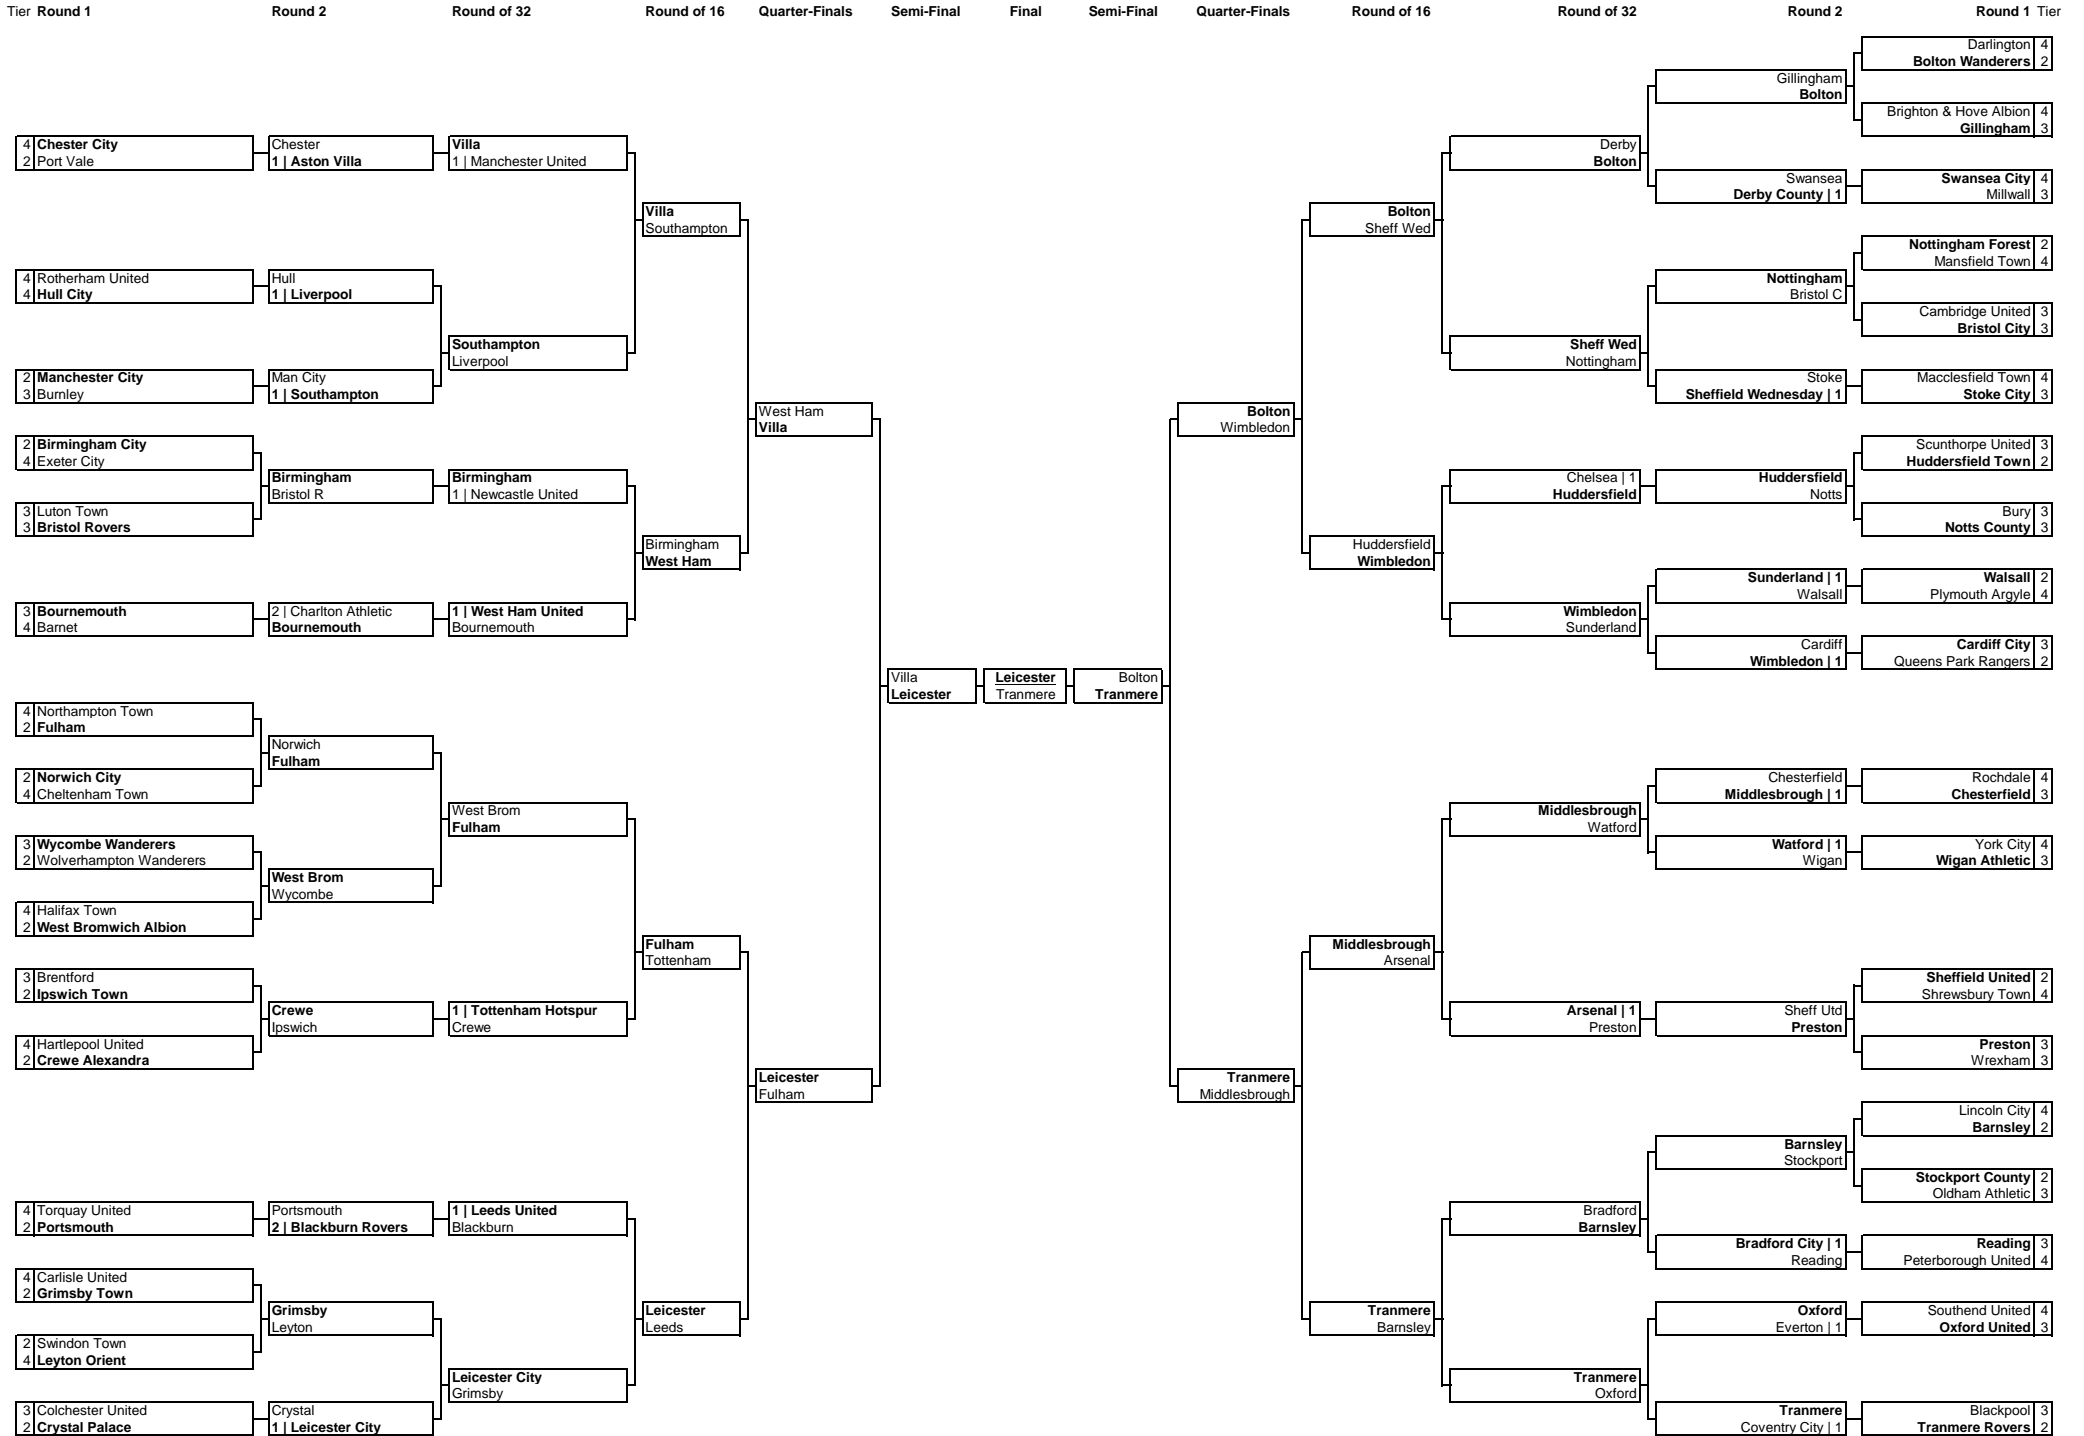 Tier Round 1 Round 2 Round of 32 Round of 16 Quarter-Finals Semi-Final Final Semi-Final Quarter-Finals Round of 16 Round of 32 Round 2 Round 1 Tier
4 Chester City
2 Port Vale
4 Rotherham United
4 Hull City
2 Manchester City
3 Burnley
2 Birmingham City
4 Exeter City
3 Luton Town
3 Bristol Rovers
3 Bournemouth
4 Barnet
4 Northampton Town
2 Fulham
2 Norwich City
4 Cheltenham Town
3 Wycombe Wanderers
2 Wolverhampton Wanderers
4 Halifax Town
2 West Bromwich Albion
3 Brentford
2 Ipswich Town
4 Hartlepool United
2 Crewe Alexandra
4 Torquay United
2 Portsmouth
4 Carlisle United
2 Grimsby Town
2 Swindon Town
4 Leyton Orient
3 Colchester United
2 Crystal Palace
Chester
1 | Aston Villa
Hull
1 | Liverpool
Man City
1 | Southampton
Birmingham
Bristol R
2 | Charlton Athletic
Bournemouth
Norwich
Fulham
West Brom
Wycombe
Crewe
Ipswich
Portsmouth
2 | Blackburn Rovers
Grimsby
Leyton
Crystal
1 | Leicester City
Villa
1 | Manchester United
Southampton
Liverpool
Birmingham
1 | Newcastle United
1 | West Ham United
Bournemouth
West Brom
Fulham
1 | Tottenham Hotspur
Crewe
1 | Leeds United
Blackburn
Leicester City
Grimsby
Villa
Southampton
Birmingham
West Ham
Fulham
Tottenham
Leicester
Leeds
West Ham
Villa
Leicester
Fulham
Villa
Leicester
Leicester
Tranmere
Bolton
Tranmere
Bolton
Wimbledon
Tranmere
Middlesbrough
Bolton
Sheff Wed
Huddersfield
Wimbledon
Middlesbrough
Arsenal
Tranmere
Barnsley
Derby
Bolton
Sheff Wed
Nottingham
Chelsea | 1
Huddersfield
Wimbledon
Sunderland
Middlesbrough
Watford
Arsenal | 1
Preston
Bradford
Barnsley
Tranmere
Oxford
Gillingham
Bolton
Swansea
Derby County | 1
Nottingham
Bristol C
Stoke
Sheffield Wednesday | 1
Huddersfield
Notts
Sunderland | 1
Walsall
Cardiff
Wimbledon | 1
Chesterfield
Middlesbrough | 1
Watford | 1
Wigan
Sheff Utd
Preston
Barnsley
Stockport
Bradford City | 1
Reading
Oxford
Everton | 1
Tranmere
Coventry City | 1
Darlington 4
Bolton Wanderers 2
Brighton & Hove Albion 4
Gillingham 3
Swansea City 4
Millwall 3
Nottingham Forest 2
Mansfield Town 4
Cambridge United 3
Bristol City 3
Macclesfield Town 4
Stoke City 3
Scunthorpe United 3
Huddersfield Town 2
Bury 3
Notts County 3
Walsall 2
Plymouth Argyle 4
Cardiff City 3
Queens Park Rangers 2
Rochdale 4
Chesterfield 3
York City 4
Wigan Athletic 3
Sheffield United 2
Shrewsbury Town 4
Preston 3
Wrexham 3
Lincoln City 4
Barnsley 2
Stockport County 2
Oldham Athletic 3
Reading 3
Peterborough United 4
Southend United 4
Oxford United 3
Blackpool 3
Tranmere Rovers 2